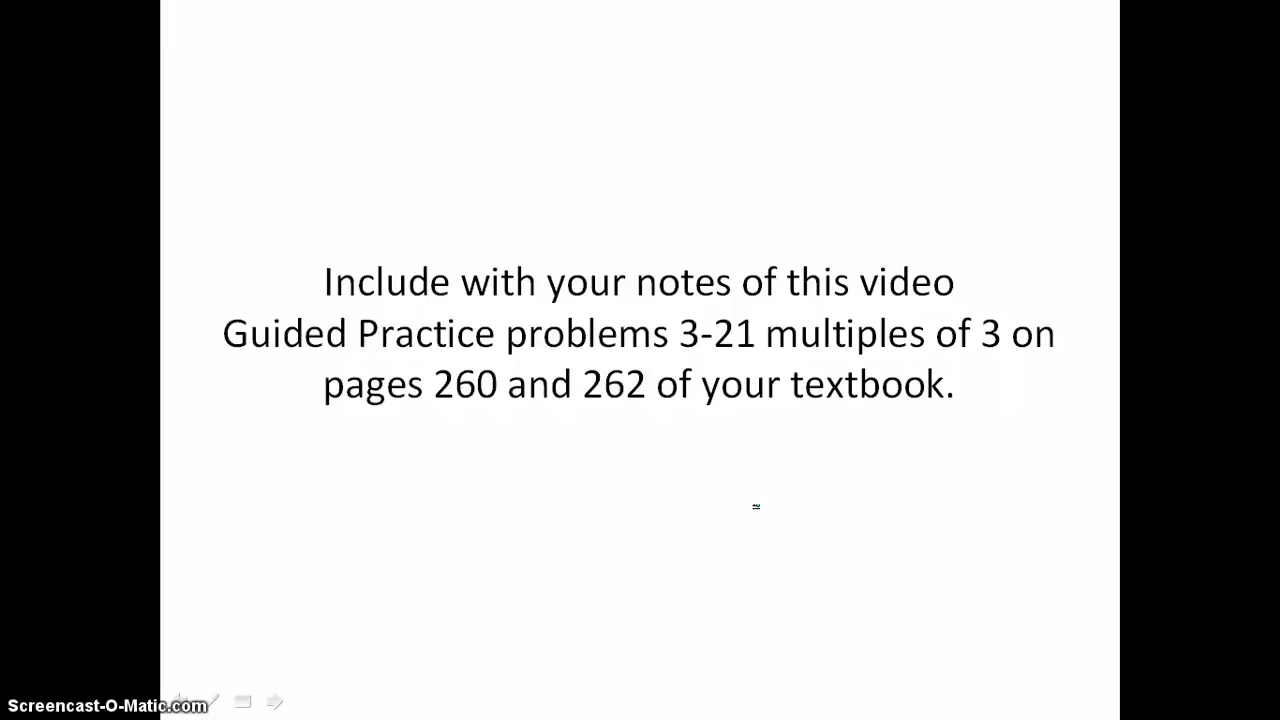 Include with your notes of this video
Guided Practice problems 3-21 multiples of 3 on
pages 260 and 262 of your textbook.
Screencast-O-Matic.com